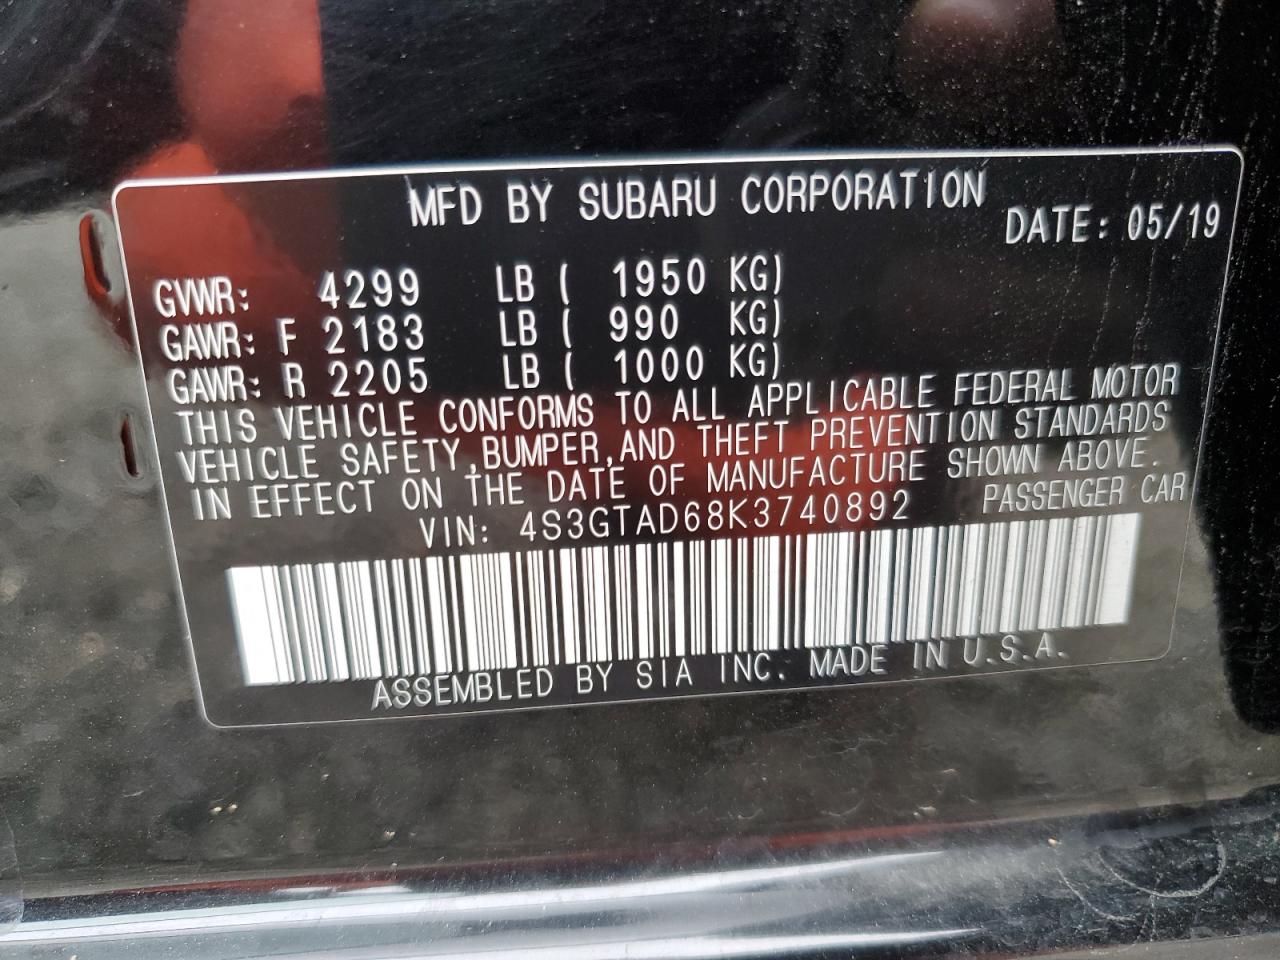 MFD BY SUBARU CORPORATION
DATE: 05/19
GVWR: 4299 LB ( 1950 KG)
GAWR: F 2183 LB ( 990 KG)
GAWR: R 2205 LB ( 1000 KG)
THIS VEHICLE CONFORMS TO ALL APPLICABLE FEDERAL MOTOR
VEHICLE SAFETY, BUMPER, AND THEFT PREVENTION STANDARDS
IN EFFECT ON THE DATE OF MANUFACTURE SHOWN ABOVE.
VIN: 4S3GTAD68K3740892 PASSENGER CAR
ASSEMBLED BY SIA INC. MADE IN U.S.A.